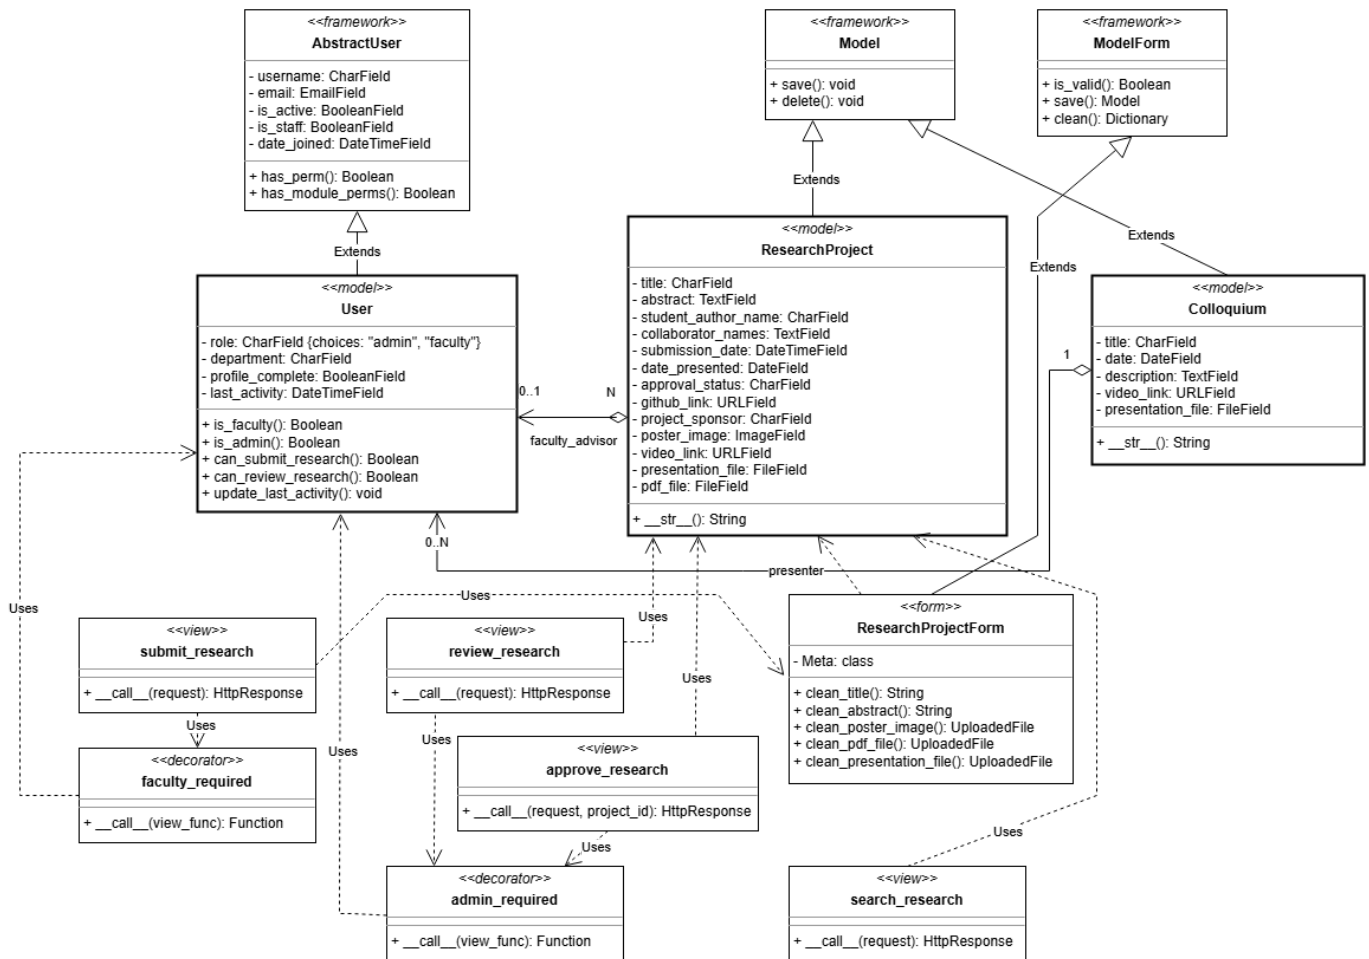 <<framework>>
AbstractUser
- username: CharField
- email: EmailField
- is_active: BooleanField
- is_staff: BooleanField
- date_joined: DateTimeField
+ has_perm(): Boolean
+ has_module_perms(): Boolean
<<framework>>
Model
+ save(): void
+ delete(): void
<<framework>>
ModelForm
+ is_valid(): Boolean
+ save(): Model
+ clean(): Dictionary
Extends
Extends
Extends
Extends
<<model>>
User
- role: CharField {choices: "admin", "faculty"}
- department: CharField
- profile_complete: BooleanField
- last_activity: DateTimeField
+ is_faculty(): Boolean
+ is_admin(): Boolean
+ can_submit_research(): Boolean
+ can_review_research(): Boolean
+ update_last_activity(): void
0..1
N
faculty_advisor
<<model>>
ResearchProject
- title: CharField
- abstract: TextField
- student_author_name: CharField
- collaborator_names: TextField
- submission_date: DateTimeField
- date_presented: DateField
- approval_status: CharField
- github_link: URLField
- project_sponsor: CharField
- poster_image: ImageField
- video_link: URLField
- presentation_file: FileField
- pdf_file: FileField
+ __str__(): String
1
<<model>>
Colloquium
- title: CharField
- date: DateField
- description: TextField
- video_link: URLField
- presentation_file: FileField
+ __str__(): String
0..N
presenter
Uses
Uses
Uses
Uses
<<view>>
submit_research
+ __call__(request): HttpResponse
Uses
<<decorator>>
faculty_required
+ __call__(view_func): Function
Uses
<<view>>
review_research
+ __call__(request): HttpResponse
Uses
<<view>>
approve_research
+ __call__(request, project_id): HttpResponse
Uses
<<decorator>>
admin_required
+ __call__(view_func): Function
<<form>>
ResearchProjectForm
- Meta: class
+ clean_title(): String
+ clean_abstract(): String
+ clean_poster_image(): UploadedFile
+ clean_pdf_file(): UploadedFile
+ clean_presentation_file(): UploadedFile
Uses
<<view>>
search_research
+ __call__(request): HttpResponse